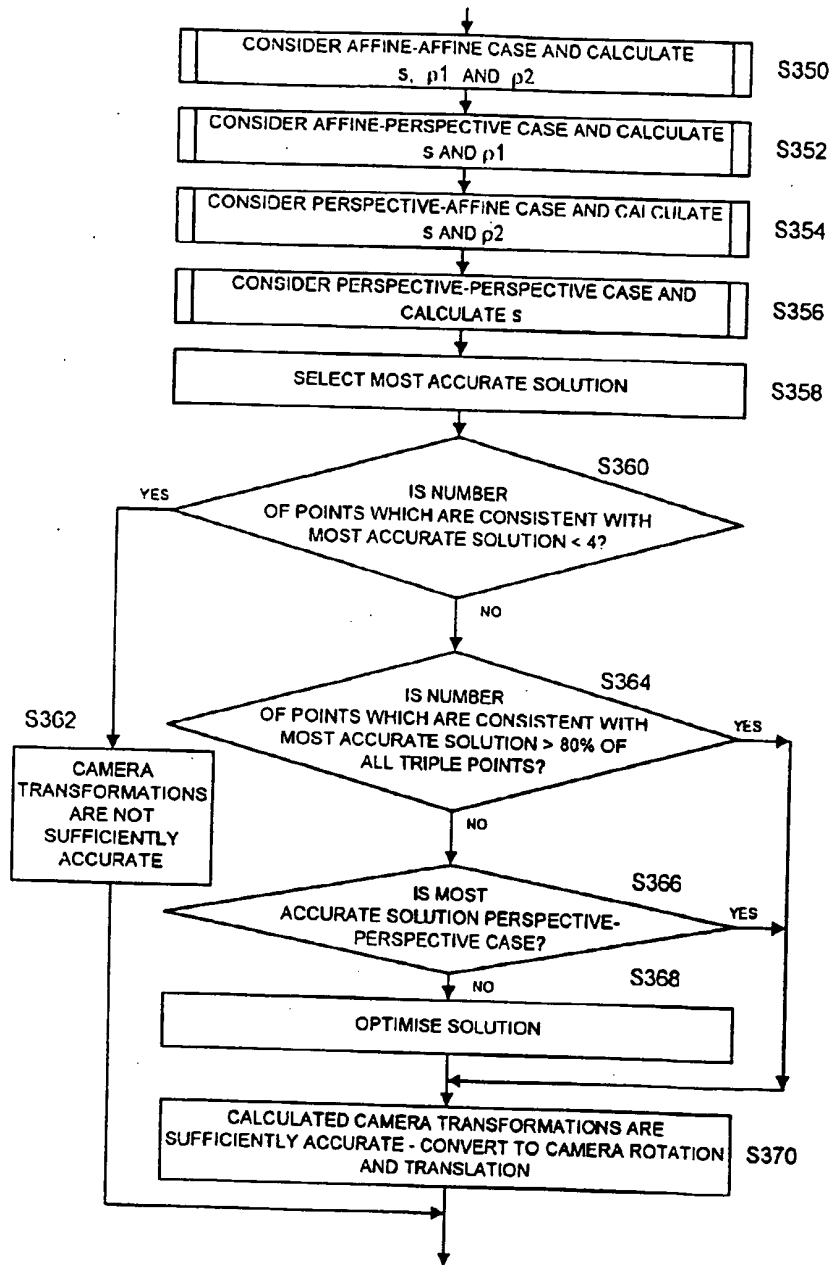 CONSIDER AFFINE-AFFINE CASE AND CALCULATE
s, ρ1 AND ρ2
S350
CONSIDER AFFINE-PERSPECTIVE CASE AND CALCULATE
s AND ρ1
S352
CONSIDER PERSPECTIVE-AFFINE CASE AND CALCULATE
s AND ρ2
S354
CONSIDER PERSPECTIVE-PERSPECTIVE CASE AND
CALCULATE s
S356
SELECT MOST ACCURATE SOLUTION
S358
S360
YES
IS NUMBER
OF POINTS WHICH ARE CONSISTENT WITH
MOST ACCURATE SOLUTION < 4?
NO
S364
IS NUMBER
OF POINTS WHICH ARE CONSISTENT WITH
MOST ACCURATE SOLUTION > 80% OF
ALL TRIPLE POINTS?
YES
S362
CAMERA
TRANSFORMATIONS
ARE NOT
SUFFICIENTLY
ACCURATE
NO
S366
IS MOST
ACCURATE SOLUTION PERSPECTIVE-
PERSPECTIVE CASE?
YES
NO
S368
OPTIMISE SOLUTION
CALCULATED CAMERA TRANSFORMATIONS ARE
SUFFICIENTLY ACCURATE - CONVERT TO CAMERA ROTATION
AND TRANSLATION
S370